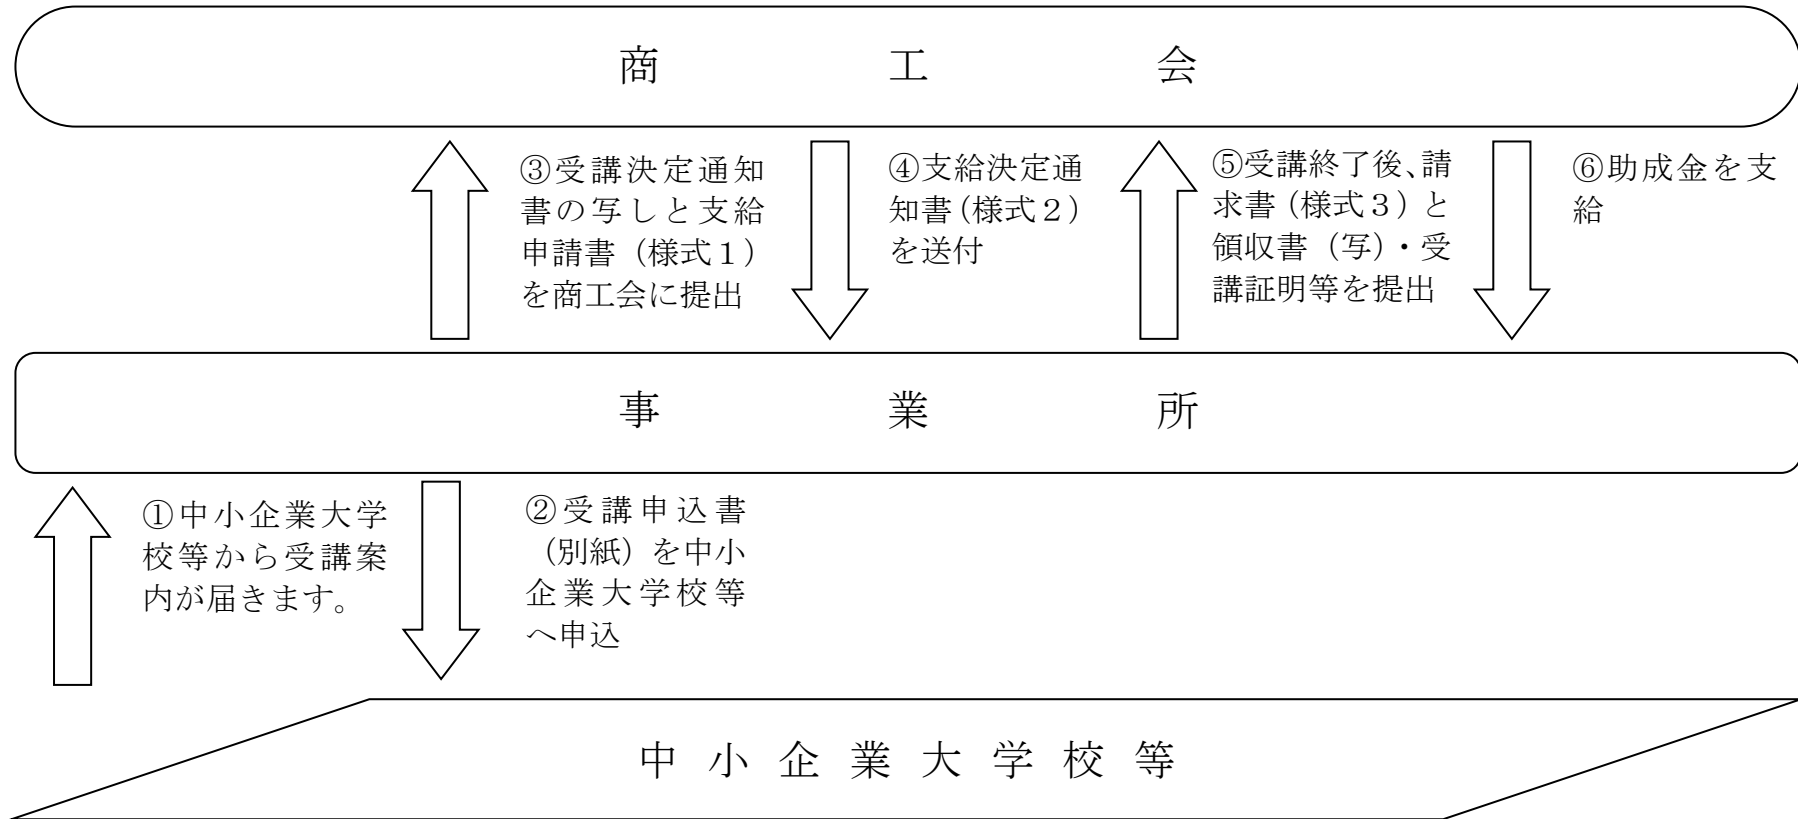 商工会
③受講決定通知
書の写しと支給
申請書（様式１）
を商工会に提出
④支給決定通
知書（様式２）
を送付
⑤受講終了後、請
求書（様式３）と
領収書（写）・受
講証明等を提出
⑥助成金を支
給
事業所
①中小企業大学
校等から受講案
内が届きます。
②受講申込書
（別紙）を中小
企業大学校等
へ申込
中小企業大学校等